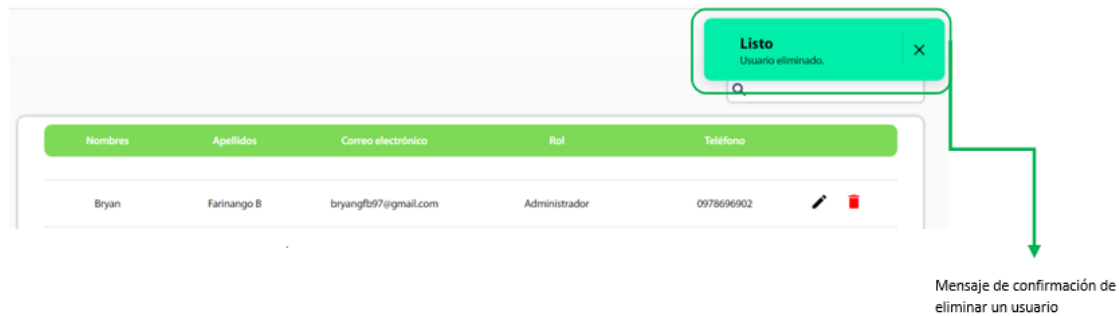 Listo
Usuario eliminado.
Nombres Apellidos Correo electrónico Rol Teléfono
Bryan Farinango B bryangfb97@gmail.com Administrador 0978696902
Mensaje de confirmación de
eliminar un usuario